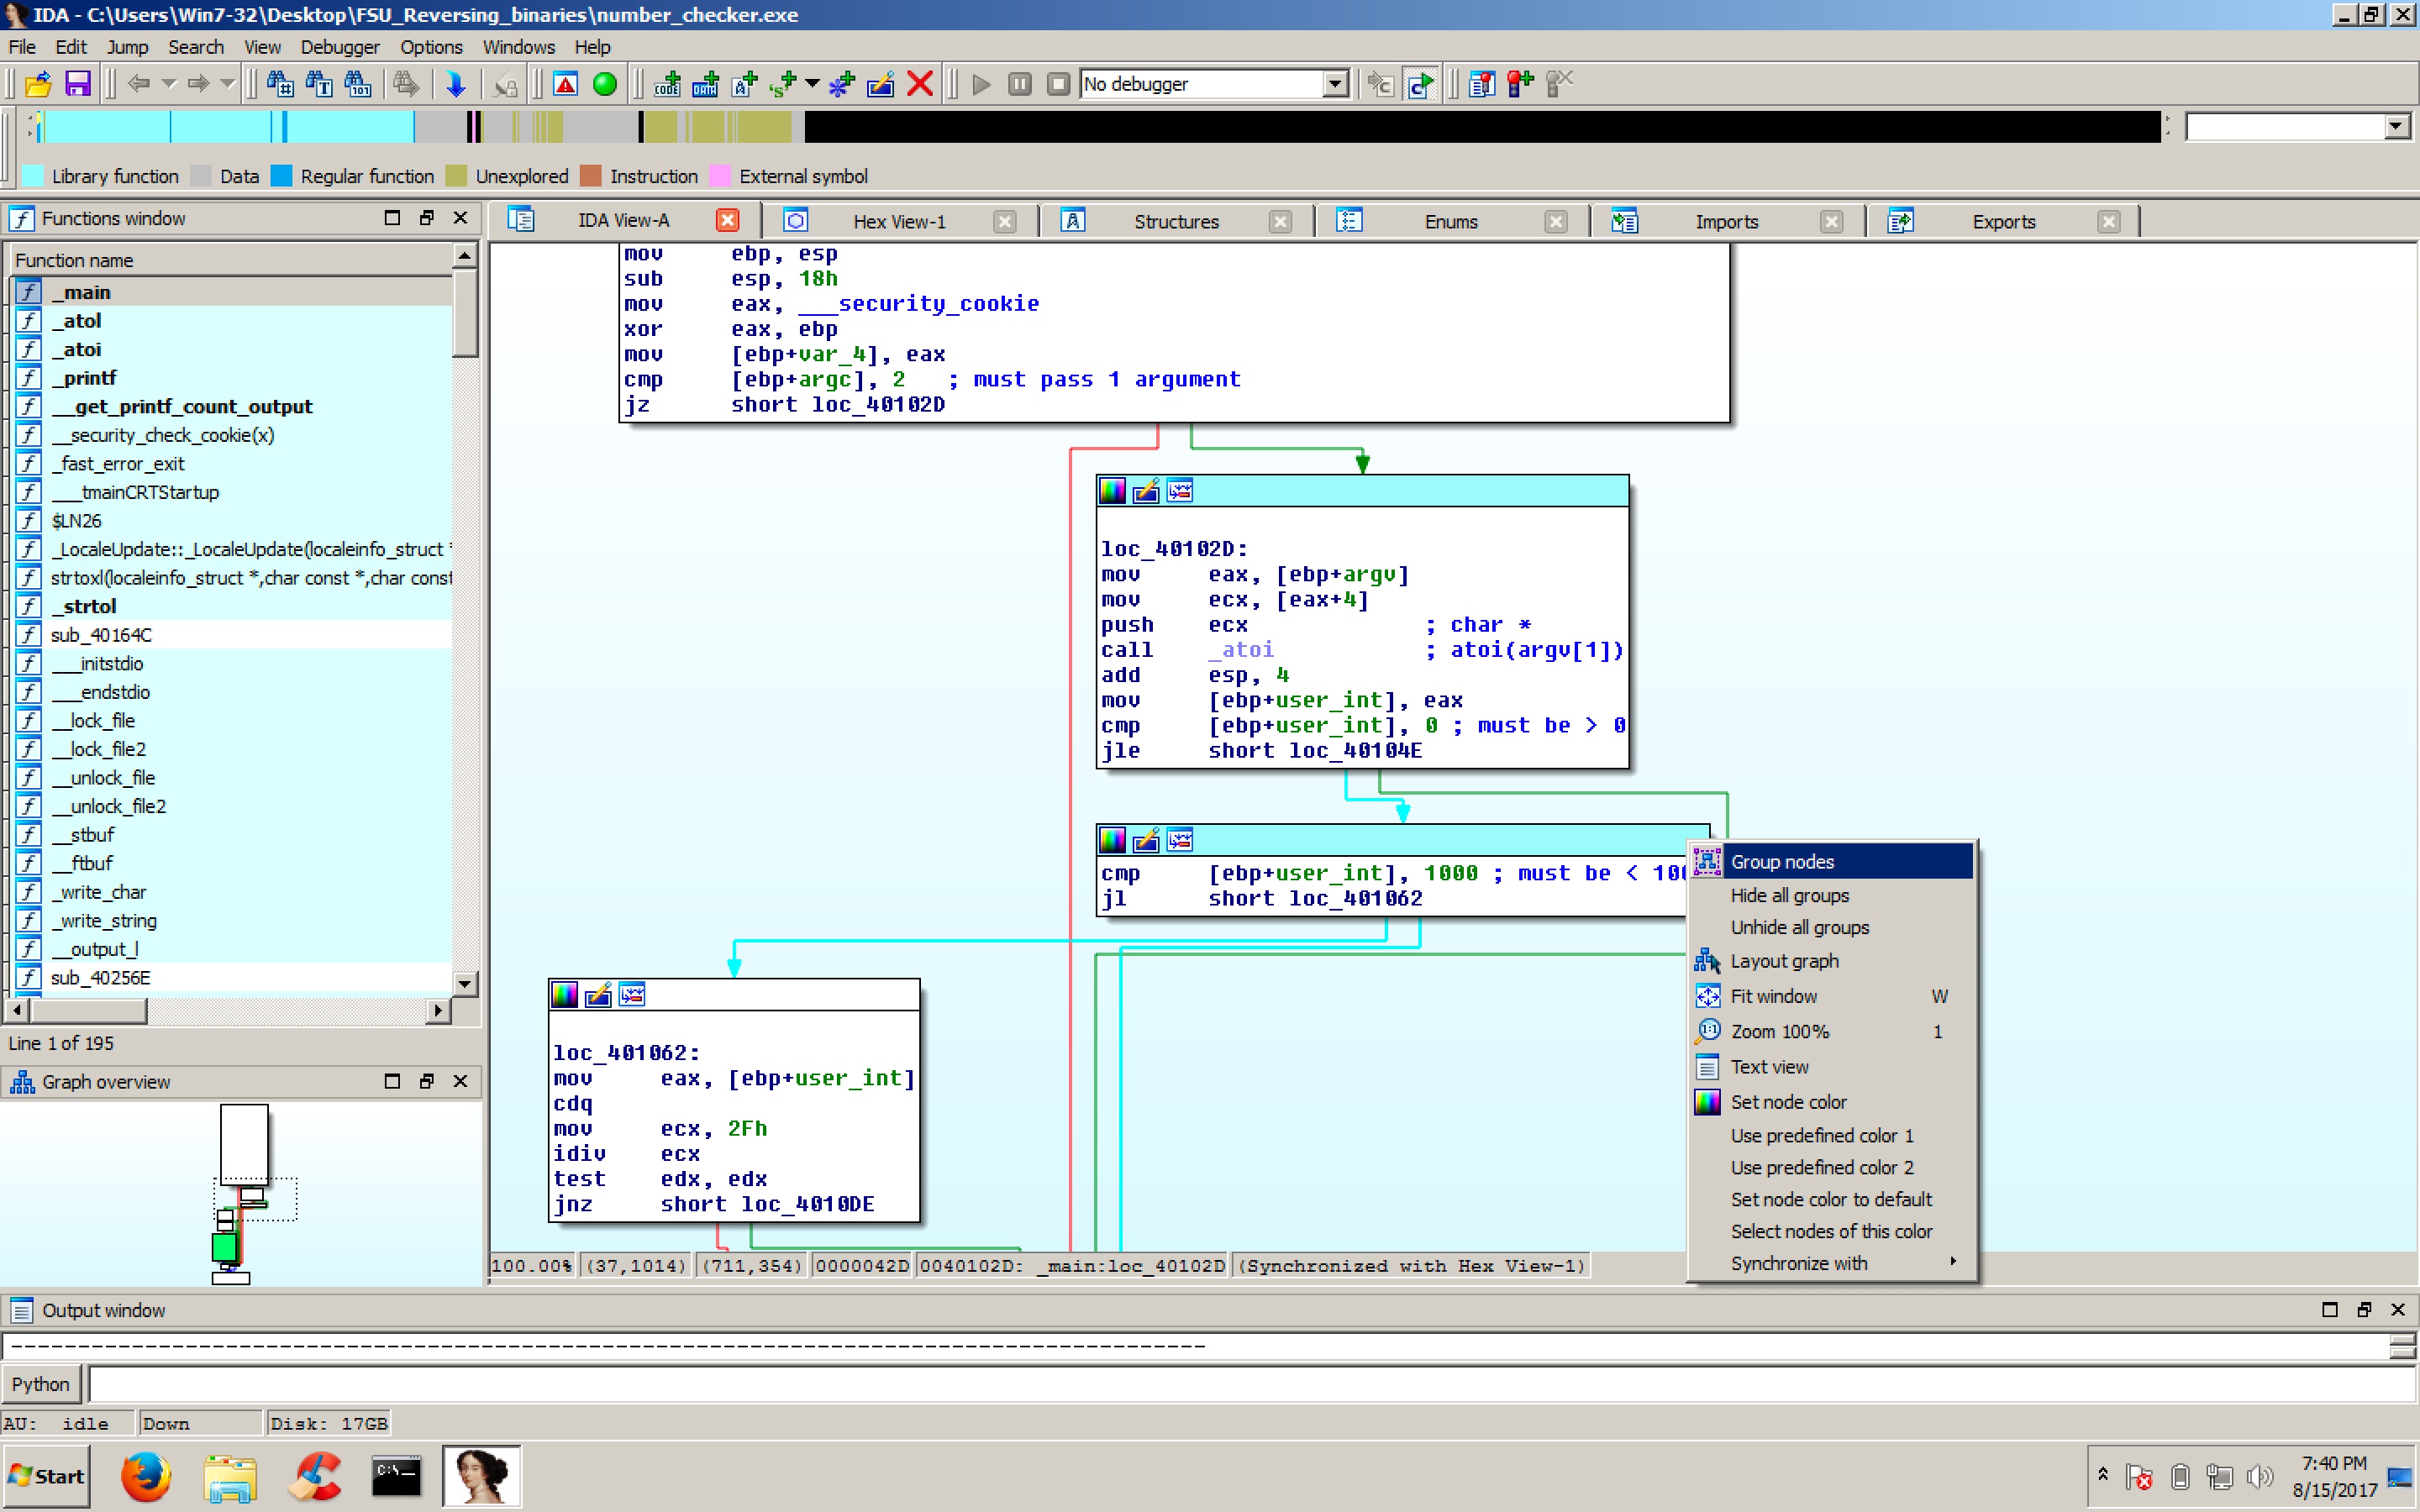 IDA - C:\Users\Win7-32\Desktop\FSU_Reversing_binaries\number_checker.exe
File Edit Jump Search View Debugger Options Windows Help
No debugger
Library function Data Regular function Unexplored Instruction External symbol
Functions window
IDA View-A Hex View-1 Structures Enums Imports Exports
Function name
_main
_atol
_atoi
_printf
__get_printf_count_output
__security_check_cookie(x)
_fast_error_exit
___tmainCRTStartup
$LN26
_LocaleUpdate::_LocaleUpdate(localeinfo_struct *
strtoxl(localeinfo_struct *,char const *,char const
_strtol
sub_40164C
___initstdio
___endstdio
__lock_file
__lock_file2
__unlock_file
__unlock_file2
__stbuf
__ftbuf
_write_char
_write_string
__output_l
sub_40256E
Line 1 of 195
Graph overview
mov ebp, esp
sub esp, 18h
mov eax, ___security_cookie
xor eax, ebp
mov [ebp+var_4], eax
cmp [ebp+argc], 2 ; must pass 1 argument
jz short loc_40102D
loc_40102D:
mov eax, [ebp+argv]
mov ecx, [eax+4]
push ecx ; char *
call _atoi ; atoi(argv[1])
add esp, 4
mov [ebp+user_int], eax
cmp [ebp+user_int], 0 ; must be > 0
jle short loc_40104E
cmp [ebp+user_int], 1000 ; must be < 100
jl short loc_401062
loc_401062:
mov eax, [ebp+user_int]
cdq
mov ecx, 2Fh
idiv ecx
test edx, edx
jnz short loc_4010DE
Group nodes
Hide all groups
Unhide all groups
Layout graph
Fit window W
Zoom 100% 1
Text view
Set node color
Use predefined color 1
Use predefined color 2
Set node color to default
Select nodes of this color
Synchronize with
100.00% (37,1014) (711,354) 0000042D 0040102D: _main:loc_40102D (Synchronized with Hex View-1)
Output window
Python
AU: idle Down Disk: 17GB
Start
7:40 PM
8/15/2017